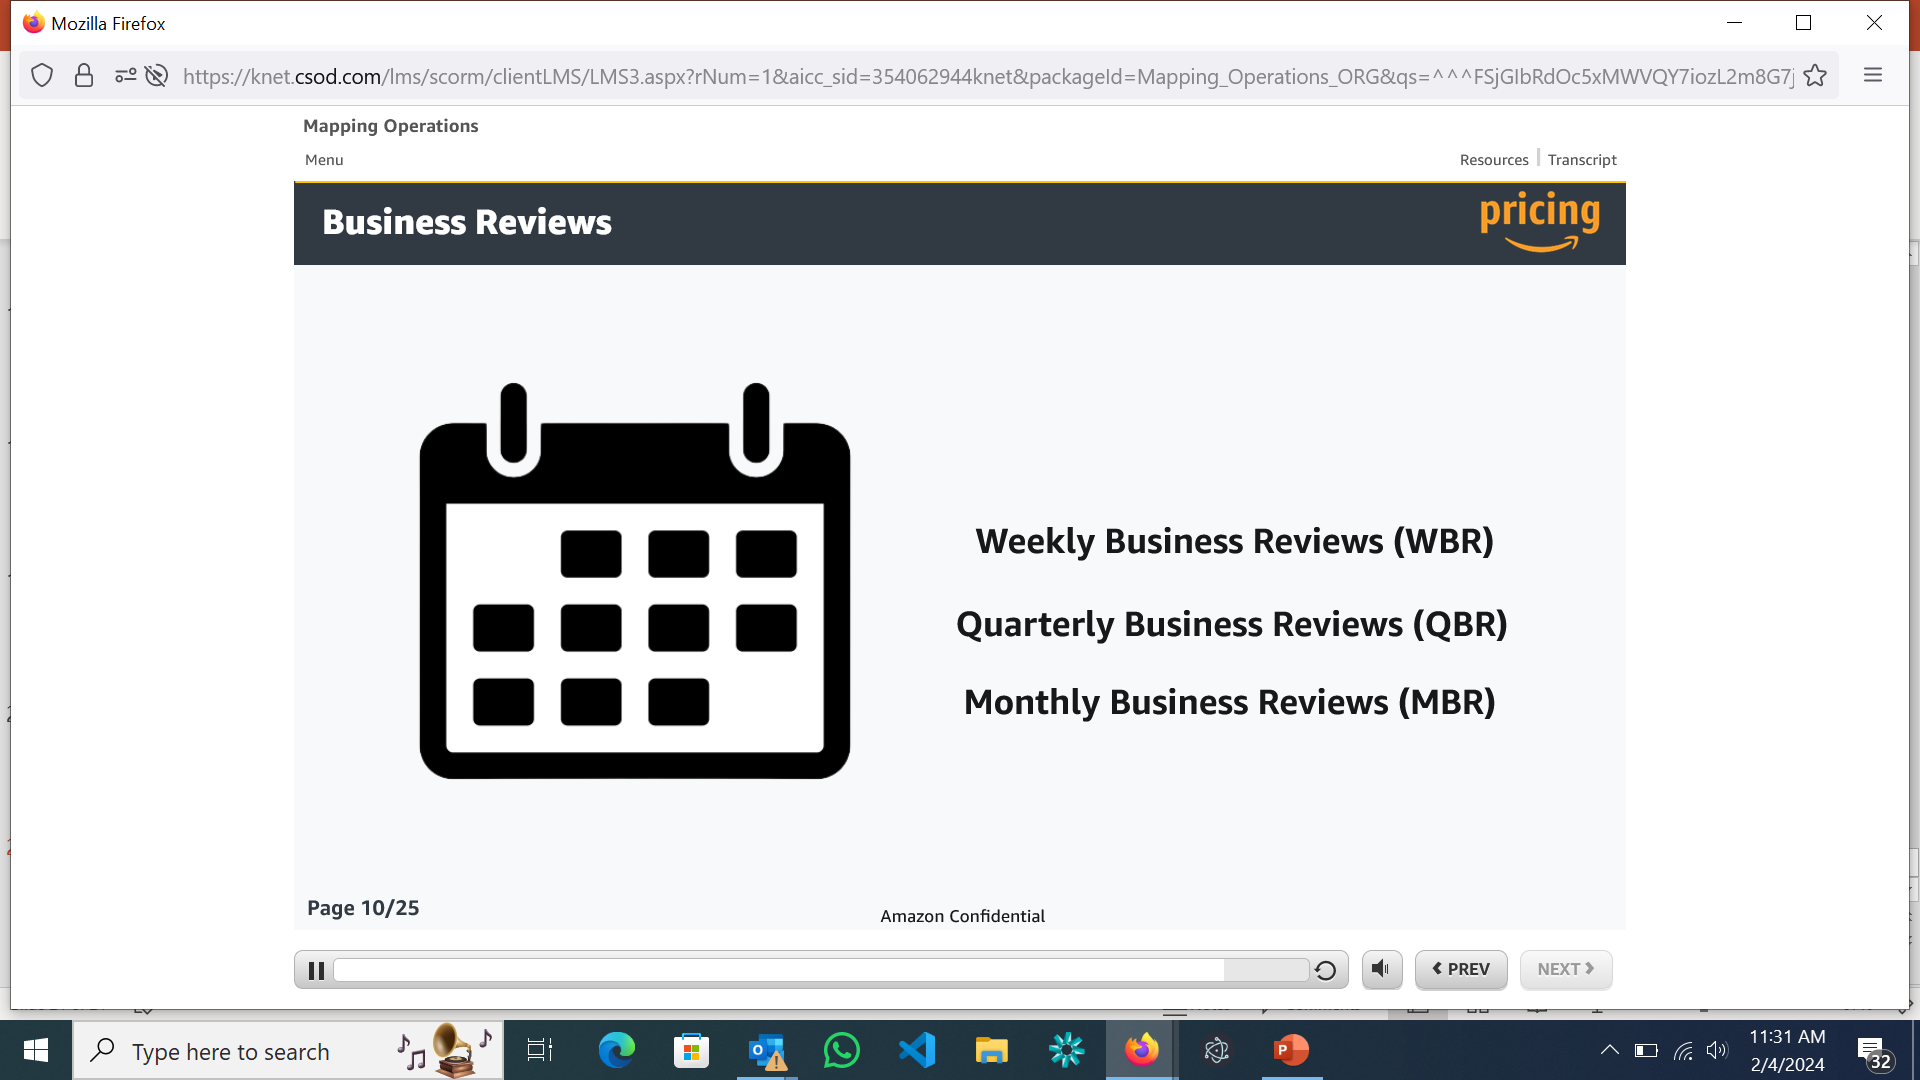 Mozilla Firefox
https://knet.csod.com/lms/scorm/clientLMS/LMS3.aspx?rNum=1&aicc_sid=354062944knet&packageId=Mapping_Operations_ORG&qs=^^^FSjGIbRdOc5xMWVQY7iozL2m8G7j
Mapping Operations
Menu
Resources
Transcript
Business Reviews
pricing
Weekly Business Reviews (WBR)
Quarterly Business Reviews (QBR)
Monthly Business Reviews (MBR)
Page 10/25
Amazon Confidential
PREV
NEXT
Type here to search
11:31 AM
2/4/2024
32